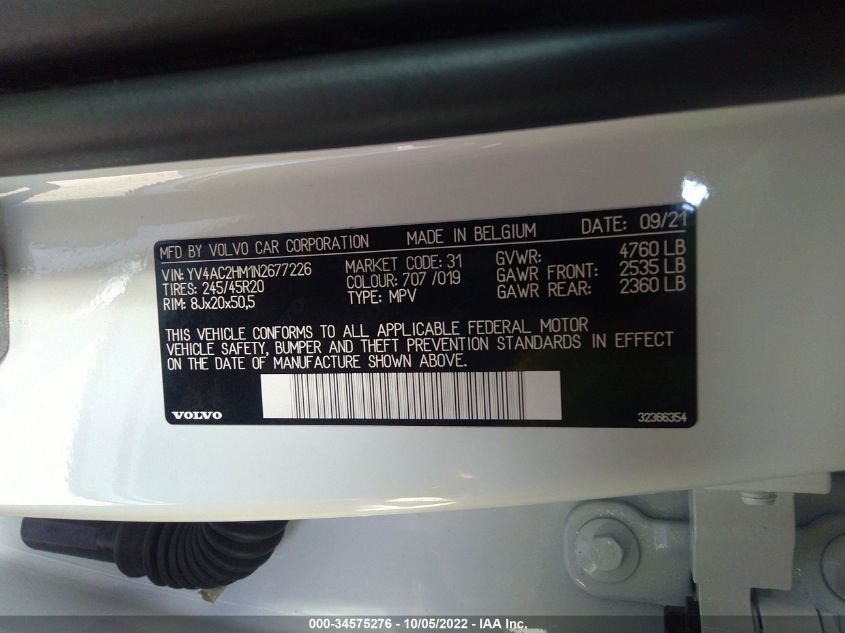 MFD BY VOLVO CAR CORPORATION MADE IN BELGIUM DATE: 09/21
VIN: YV4AC2HM1N2677226 MARKET CODE: 31 GVWR: 4760 LB
TIRES: 245/45R20 COLOUR: 707 /019 GAWR FRONT: 2535 LB
RIM: 8Jx20x50,5 TYPE: MPV GAWR REAR: 2360 LB
THIS VEHICLE CONFORMS TO ALL APPLICABLE FEDERAL MOTOR
VEHICLE SAFETY, BUMPER AND THEFT PREVENTION STANDARDS IN EFFECT
ON THE DATE OF MANUFACTURE SHOWN ABOVE.
VOLVO 32366354
000-34575276 - 10/05/2022 - IAA Inc.